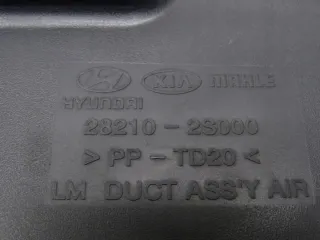 KIA MAHLE
HYUNDAI
28210-2S000
> PP-TD20 <
LM DUCT ASS'Y AIR